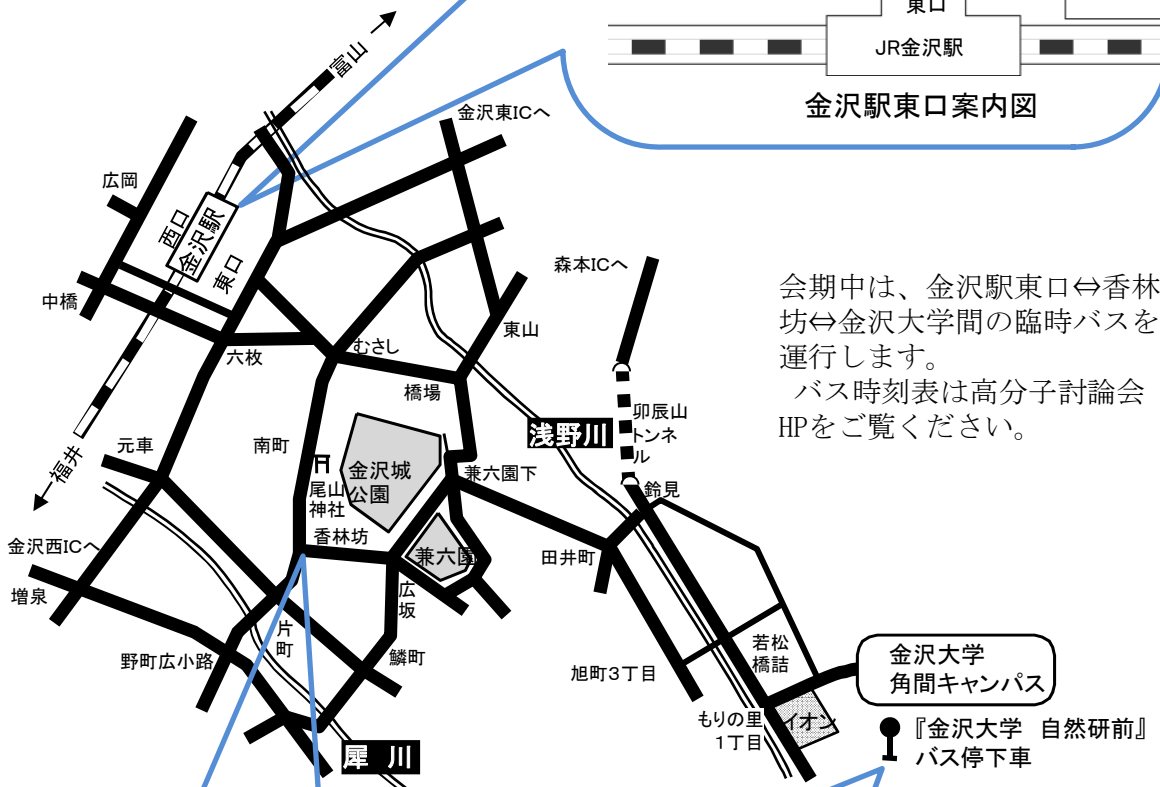 東口
JR金沢駅
金沢駅東口案内図
富山
金沢東ICへ
広岡
西口
金沢駅
東口
中橋
森本ICへ
会期中は、金沢駅東口⇔香林
坊⇔金沢大学間の臨時バスを
運行します。
バス時刻表は高分子討論会
HPをご覧ください。
東山
六枚
むさし
橋場
卯辰山
トンネ
ル
浅野川
元車
南町
福井
金沢城
公園
尾山
神社
兼六園下
鈴見
香林坊
金沢西ICへ
兼六園
田井町
増泉
広
坂
片
町
野町広小路
鱗町
旭町3丁目
若松
橋詰
金沢大学
角間キャンパス
もりの里
1丁目
イオン
『金沢大学 自然研前』
バス停下車
犀 川